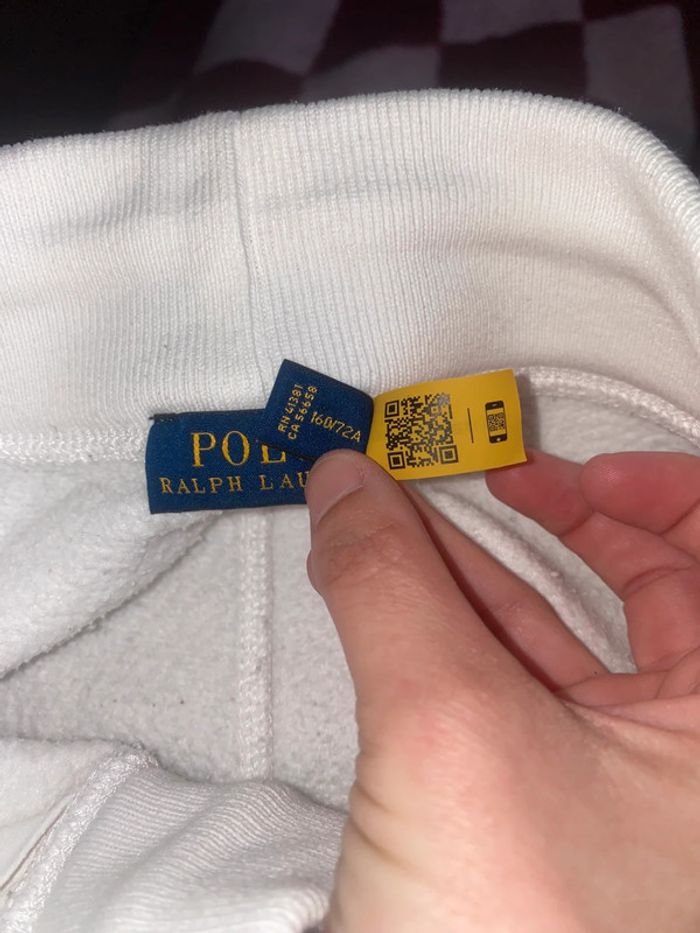 RN 41381
CA 56658
160/72A
POL
RALPH LAU